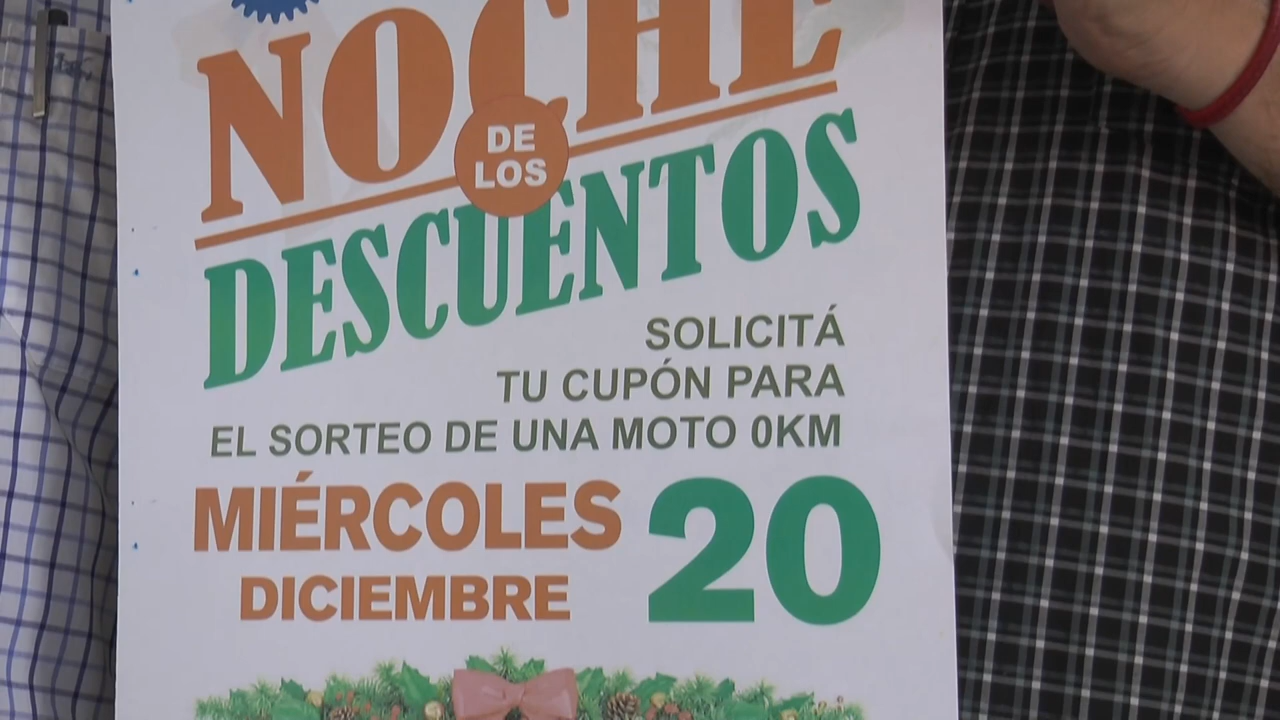 NOCHE
DE
LOS
DESCUENTOS
SOLICITÁ
TU CUPÓN PARA
EL SORTEO DE UNA MOTO 0KM
MIÉRCOLES 20
DICIEMBRE